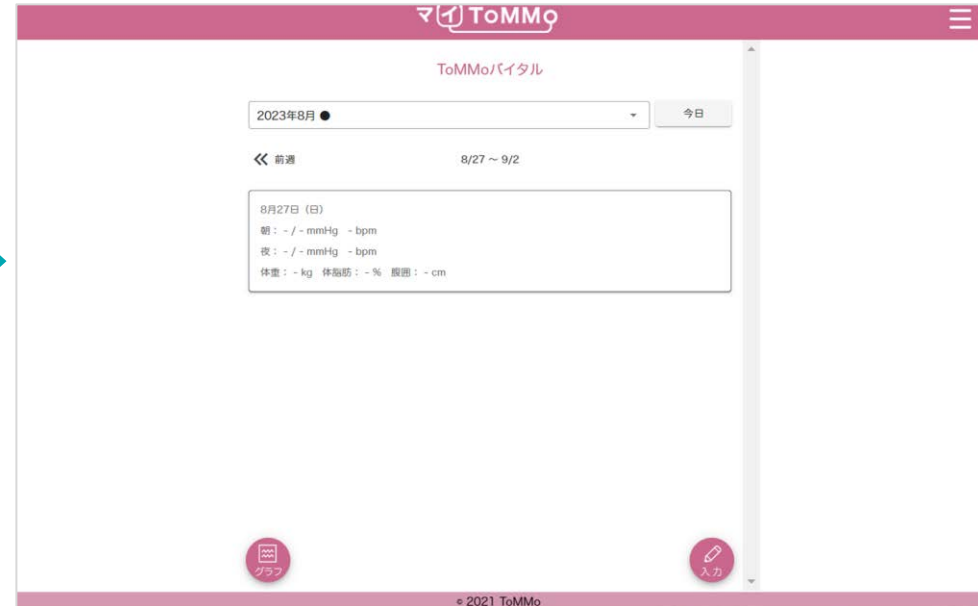 マイToMMo
ToMMoバイタル
2023年8月 ● 今日
前週 8/27 ～ 9/2
8月27日（日）
朝： - / - mmHg - bpm
夜： - / - mmHg - bpm
体重： - kg 体脂肪： - % 腹囲： - cm
グラフ 入力
© 2021 ToMMo